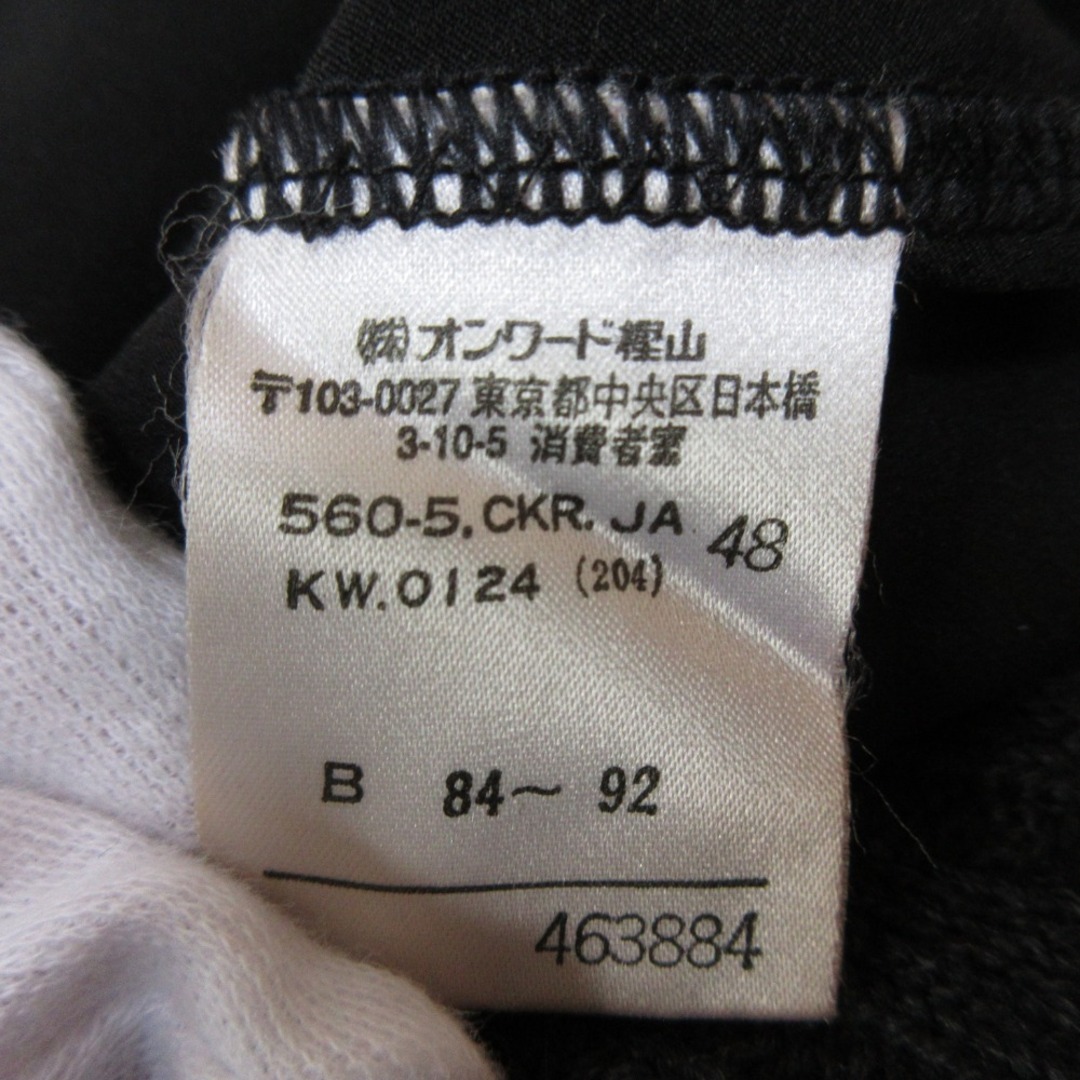 ㈱オンワード樫山
〒103-0027 東京都中央区日本橋
3-10-5 消費者室
560-5.CKR.JA 48
KW.0124 (204)
B 84～ 92
463884